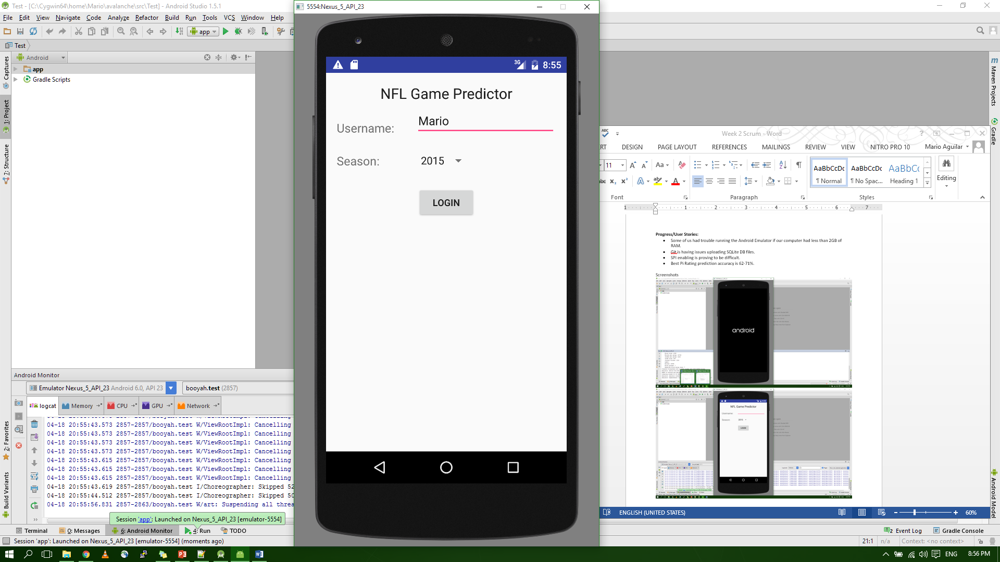 Test - [C:\Cygwin64\home\Mario\avalanche\src\Test] - Android Studio 1.5.1
File Edit View Navigate Code Analyze Refactor Build Run Tools VCS Window Help
app
Test
Android
app
Gradle Scripts
Captures
1: Project
7: Structure
2: Favorites
Build Variants
5554:Nexus_5_API_23
3G 8:55
NFL Game Predictor
Username: Mario
Season: 2015
LOGIN
Maven Projects
Gradle
Android Model
Week 2 Scrum - Word
DESIGN PAGE LAYOUT REFERENCES MAILINGS REVIEW VIEW NITRO PRO 10 Mario Aguilar
11
AaBbCcDc AaBbCcDc AaBbCc
¶ Normal ¶ No Spac... Heading 1
Editing
Font Paragraph Styles
1 1 2 3 4 5 6 7
Progress/User Stories:
• Some of us had trouble running the Android Emulator if our computer had less than 2GB of
RAM.
• Git is having issues uploading SQLite DB files.
• SPI enabling is proving to be difficult.
• Best Pi Rating prediction accuracy is 62-71%.
Screenshots
android
NFL Game Predictor
Username:
Season: 2015
LOGIN
ENGLISH (UNITED STATES) 60%
Android Monitor
Emulator Nexus_5_API_23 Android 6.0, API 23 booyah.test (2857)
logcat Memory CPU GPU Network
04-18 20:55:43.573 2857-2857/booyah.test W/ViewRootImpl: Cancelling
04-18 20:55:43.573 2857-2857/booyah.test W/ViewRootImpl: Cancelling
04-18 20:55:43.573 2857-2857/booyah.test W/ViewRootImpl: Cancelling
04-18 20:55:43.573 2857-2857/booyah.test W/ViewRootImpl: Cancelling
04-18 20:55:43.615 2857-2857/booyah.test W/ViewRootImpl: Cancelling
04-18 20:55:43.615 2857-2857/booyah.test W/ViewRootImpl: Cancelling
04-18 20:55:43.615 2857-2857/booyah.test W/ViewRootImpl: Cancelling
04-18 20:55:43.619 2857-2857/booyah.test I/Choreographer: Skipped 52
04-18 20:55:44.512 2857-2857/booyah.test I/Choreographer: Skipped 50
04-18 20:55:56.831 2857-2863/booyah.test W/art: Suspending all threa
Session 'app': Launched on Nexus_5_API_23 [emulator-5554]
Terminal 0: Messages 6: Android Monitor 4: Run TODO
2 Event Log Gradle Console
Session 'app': Launched on Nexus_5_API_23 [emulator-5554] (moments ago)
21:1 n/a Context: <no context>
ENG 8:56 PM